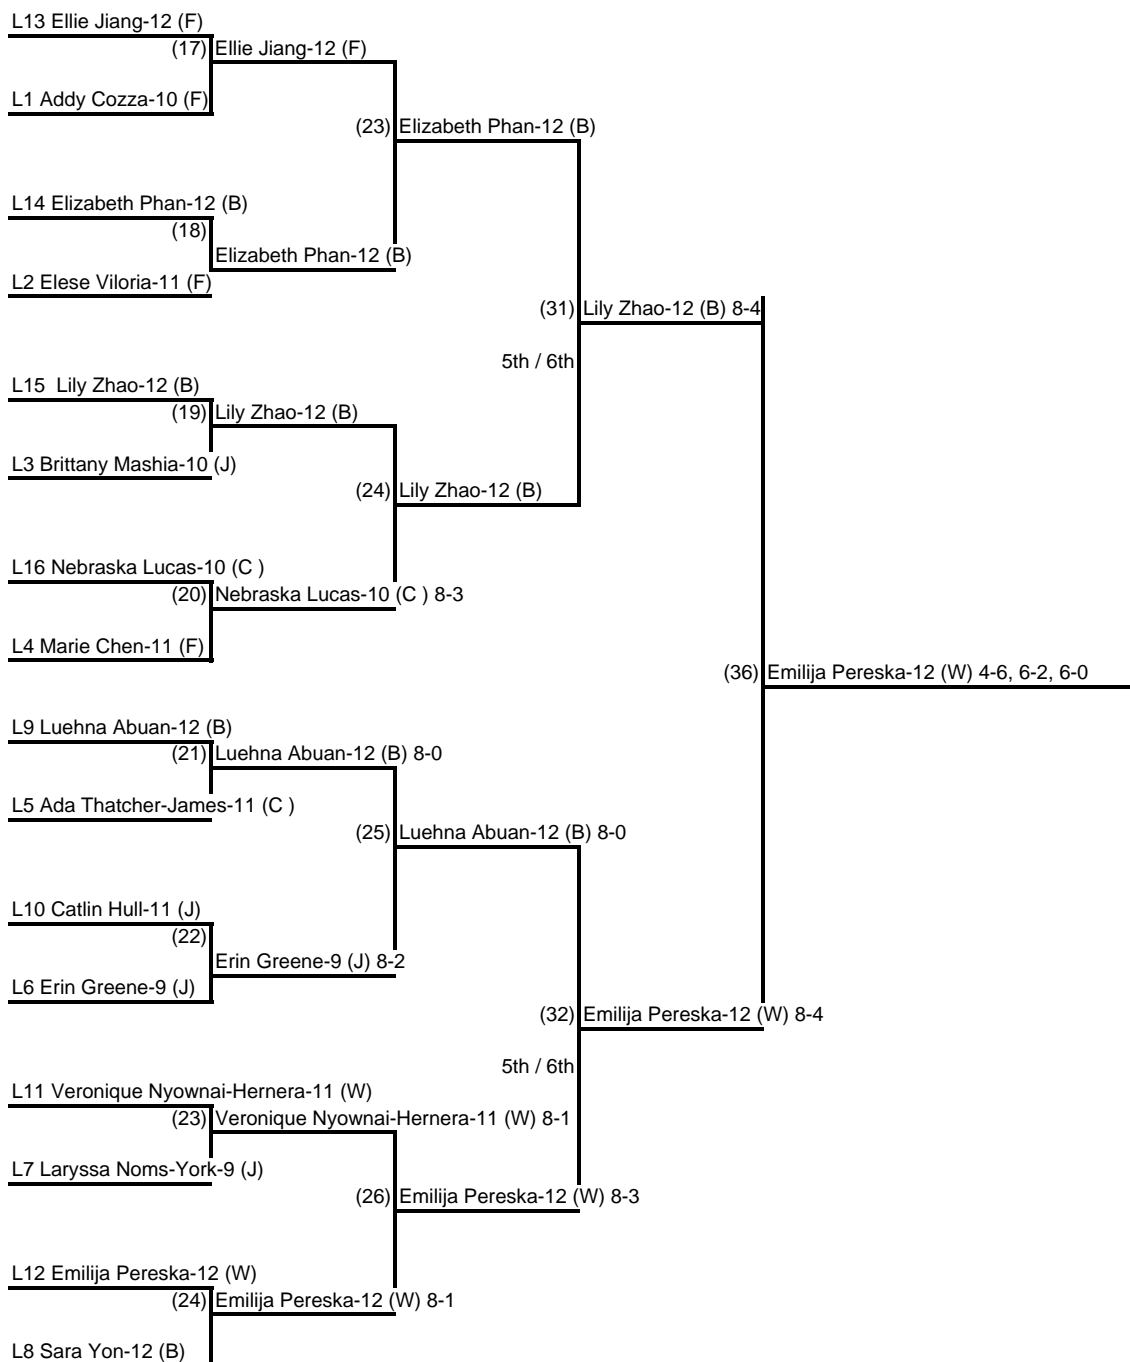 L13 Ellie Jiang-12 (F)
(17) Ellie Jiang-12 (F)
L1 Addy Cozza-10 (F)
(23) Elizabeth Phan-12 (B)
L14 Elizabeth Phan-12 (B)
(18)
Elizabeth Phan-12 (B)
L2 Elese Viloria-11 (F)
(31) Lily Zhao-12 (B) 8-4
5th / 6th
L15  Lily Zhao-12 (B)
(19) Lily Zhao-12 (B)
L3 Brittany Mashia-10 (J)
(24) Lily Zhao-12 (B)
L16 Nebraska Lucas-10 (C )
(20) Nebraska Lucas-10 (C ) 8-3
L4 Marie Chen-11 (F)
(36) Emilija Pereska-12 (W) 4-6, 6-2, 6-0
L9 Luehna Abuan-12 (B)
(21) Luehna Abuan-12 (B) 8-0
L5 Ada Thatcher-James-11 (C )
(25) Luehna Abuan-12 (B) 8-0
L10 Catlin Hull-11 (J)
(22)
Erin Greene-9 (J) 8-2
L6 Erin Greene-9 (J)
(32) Emilija Pereska-12 (W) 8-4
5th / 6th
L11 Veronique Nyownai-Hernera-11 (W)
(23) Veronique Nyownai-Hernera-11 (W) 8-1
L7 Laryssa Noms-York-9 (J)
(26) Emilija Pereska-12 (W) 8-3
L12 Emilija Pereska-12 (W)
(24) Emilija Pereska-12 (W) 8-1
L8 Sara Yon-12 (B)